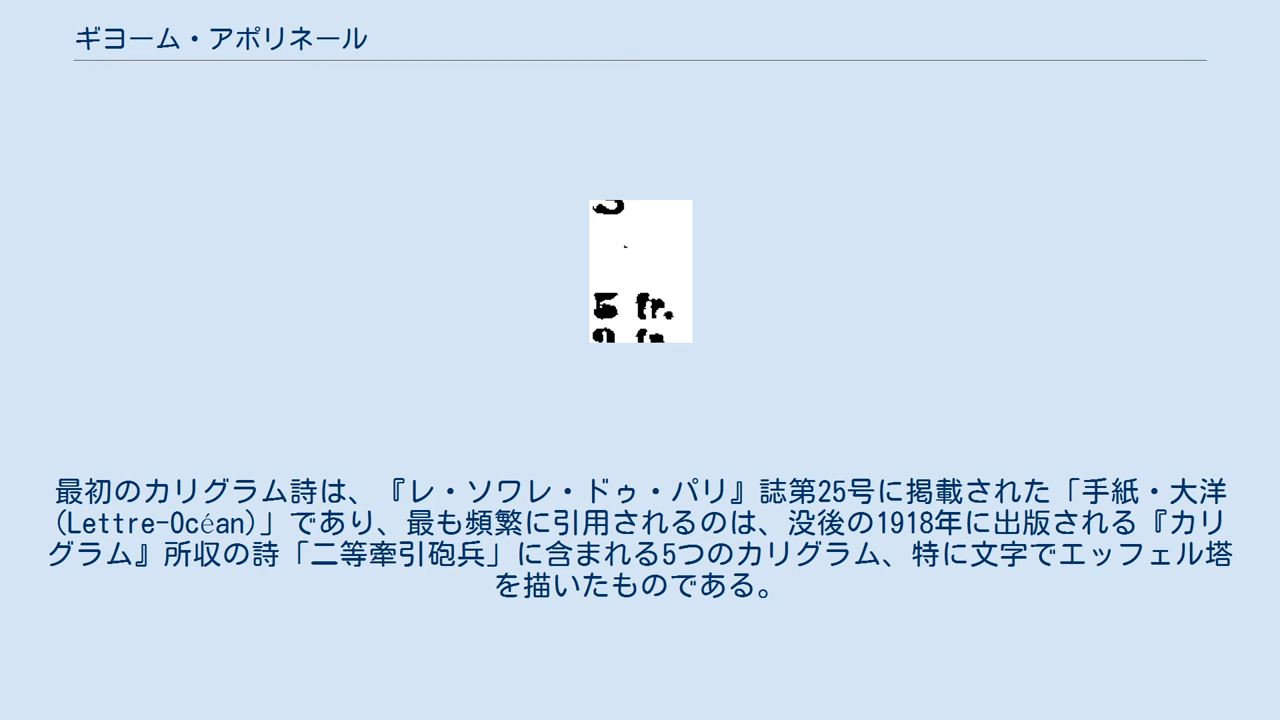 ギヨーム・アポリネール
5 fr.
最初のカリグラム詩は、『レ・ソワレ・ドゥ・パリ』誌第25号に掲載された「手紙・大洋
(Lettre-Océan)」であり、最も頻繁に引用されるのは、没後の1918年に出版される『カリ
グラム』所収の詩「二等牽引砲兵」に含まれる5つのカリグラム、特に文字でエッフェル塔
を描いたものである。